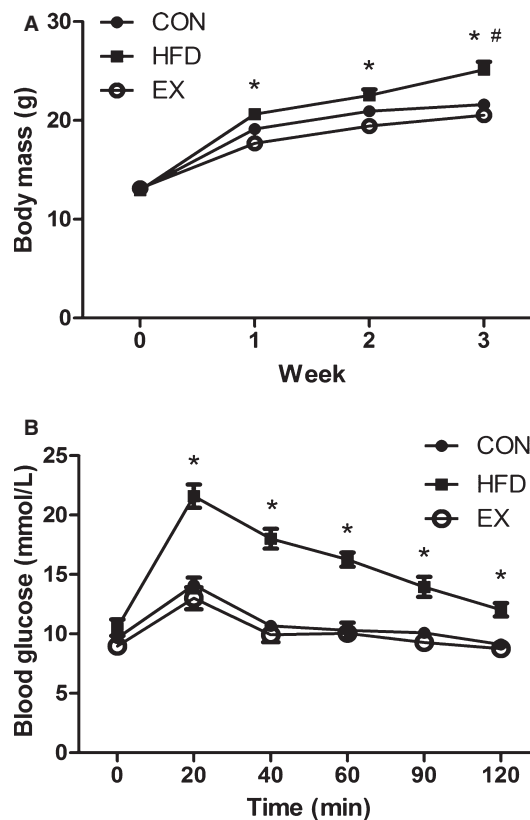 A
CON
HFD
EX
30
20
10
0
Body mass (g)
*
*
* #
0 1 2 3
Week
B
CON
HFD
EX
25
20
15
10
5
0
Blood glucose (mmol/L)
*
*
*
*
*
0 20 40 60 90 120
Time (min)